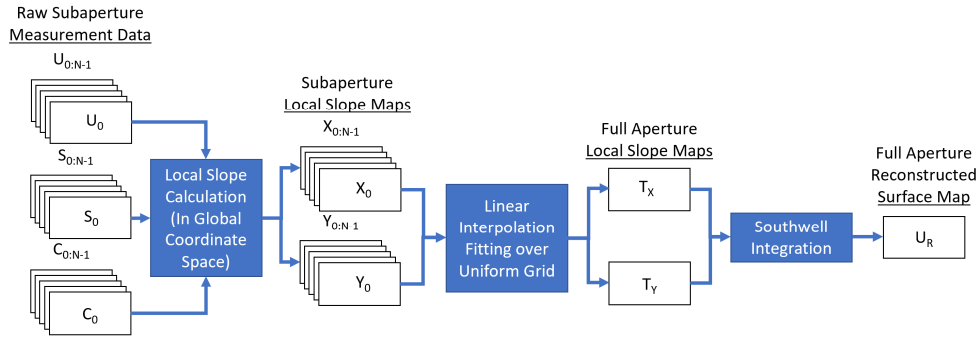 Raw Subaperture
Measurement Data
U0:N-1
U0
S0:N-1
S0
C0:N-1
C0
Local Slope
Calculation
(In Global
Coordinate
Space)
Subaperture
Local Slope Maps
X0:N-1
X0
Y0:N-1
Y0
Linear
Interpolation
Fitting over
Uniform Grid
Full Aperture
Local Slope Maps
TX
TY
Southwell
Integration
Full Aperture
Reconstructed
Surface Map
UR